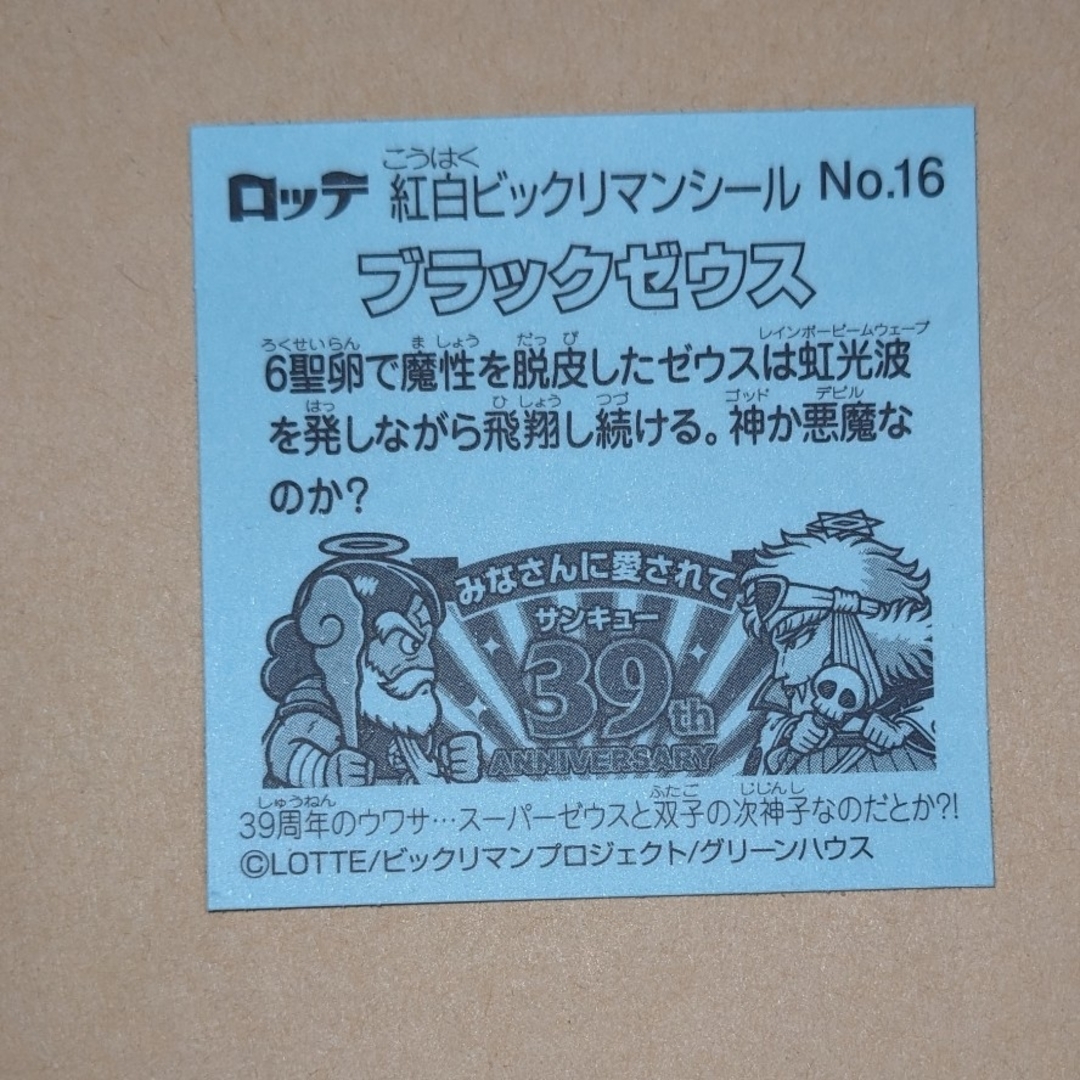 こうはく
ロッテ 紅白ビックリマンシール No.16
ブラックゼウス
ろくせいらん ま しょう だっ ぴ レインボービームウェーブ
6聖卵で魔性を脱皮したゼウスは虹光波
はっ ひ しょう つづ ゴッド デビル
を発しながら飛翔し続ける。神か悪魔な
のか?
みなさんに愛されて
サンキュー
39th
ANNIVERSARY
しゅうねん ふたご じじんし
39周年のウワサ…スーパーゼウスと双子の次神子なのだとか?!
©LOTTE/ビックリマンプロジェクト/グリーンハウス